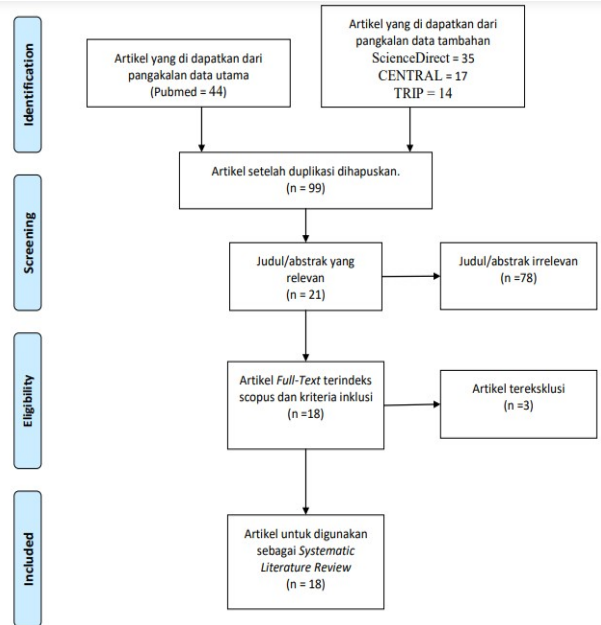 Identification
Artikel yang di dapatkan dari
pangakalan data utama
(Pubmed = 44)
Artikel yang di dapatkan dari
pangkalan data tambahan
ScienceDirect = 35
CENTRAL = 17
TRIP = 14
Artikel setelah duplikasi dihapuskan.
(n = 99)
Screening
Judul/abstrak yang
relevan
(n = 21)
Judul/abstrak irrelevan
(n =78)
Eligibility
Artikel Full-Text terindeks
scopus dan kriteria inklusi
(n =18)
Artikel tereksklusi
(n =3)
Included
Artikel untuk digunakan
sebagai Systematic
Literature Review
(n = 18)